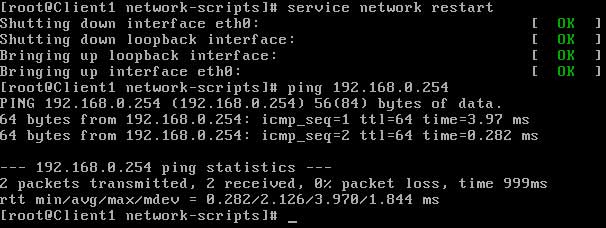 [root@Client1 network-scripts]# service network restart
Shutting down interface eth0: [ OK ]
Shutting down loopback interface: [ OK ]
Bringing up loopback interface: [ OK ]
Bringing up interface eth0: [ OK ]
[root@Client1 network-scripts]# ping 192.168.0.254
PING 192.168.0.254 (192.168.0.254) 56(84) bytes of data.
64 bytes from 192.168.0.254: icmp_seq=1 ttl=64 time=3.97 ms
64 bytes from 192.168.0.254: icmp_seq=2 ttl=64 time=0.282 ms
--- 192.168.0.254 ping statistics ---
2 packets transmitted, 2 received, 0% packet loss, time 999ms
rtt min/avg/max/mdev = 0.282/2.126/3.970/1.844 ms
[root@Client1 network-scripts]# _